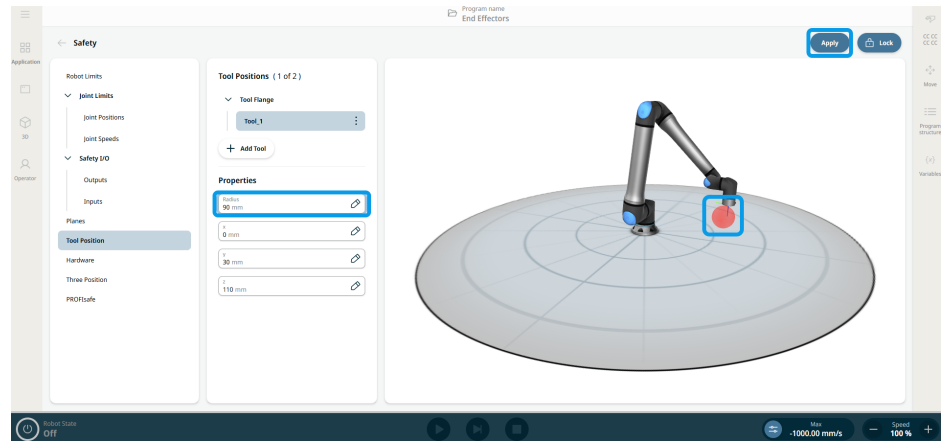 Program name
End Effectors
Application
3D
Operator
Safety
Apply
Lock
Robot Limits
Joint Limits
Joint Positions
Joint Speeds
Safety I/O
Outputs
Inputs
Planes
Tool Position
Hardware
Three Position
PROFIsafe
Tool Positions ( 1 of 2 )
Tool Flange
Tool_1
+ Add Tool
Properties
Radius
90 mm
X
0 mm
Y
30 mm
Z
110 mm
Move
Program
structure
{x}
Variables
Robot State
Off
Max
-1000.00 mm/s
Speed
− 100 % +